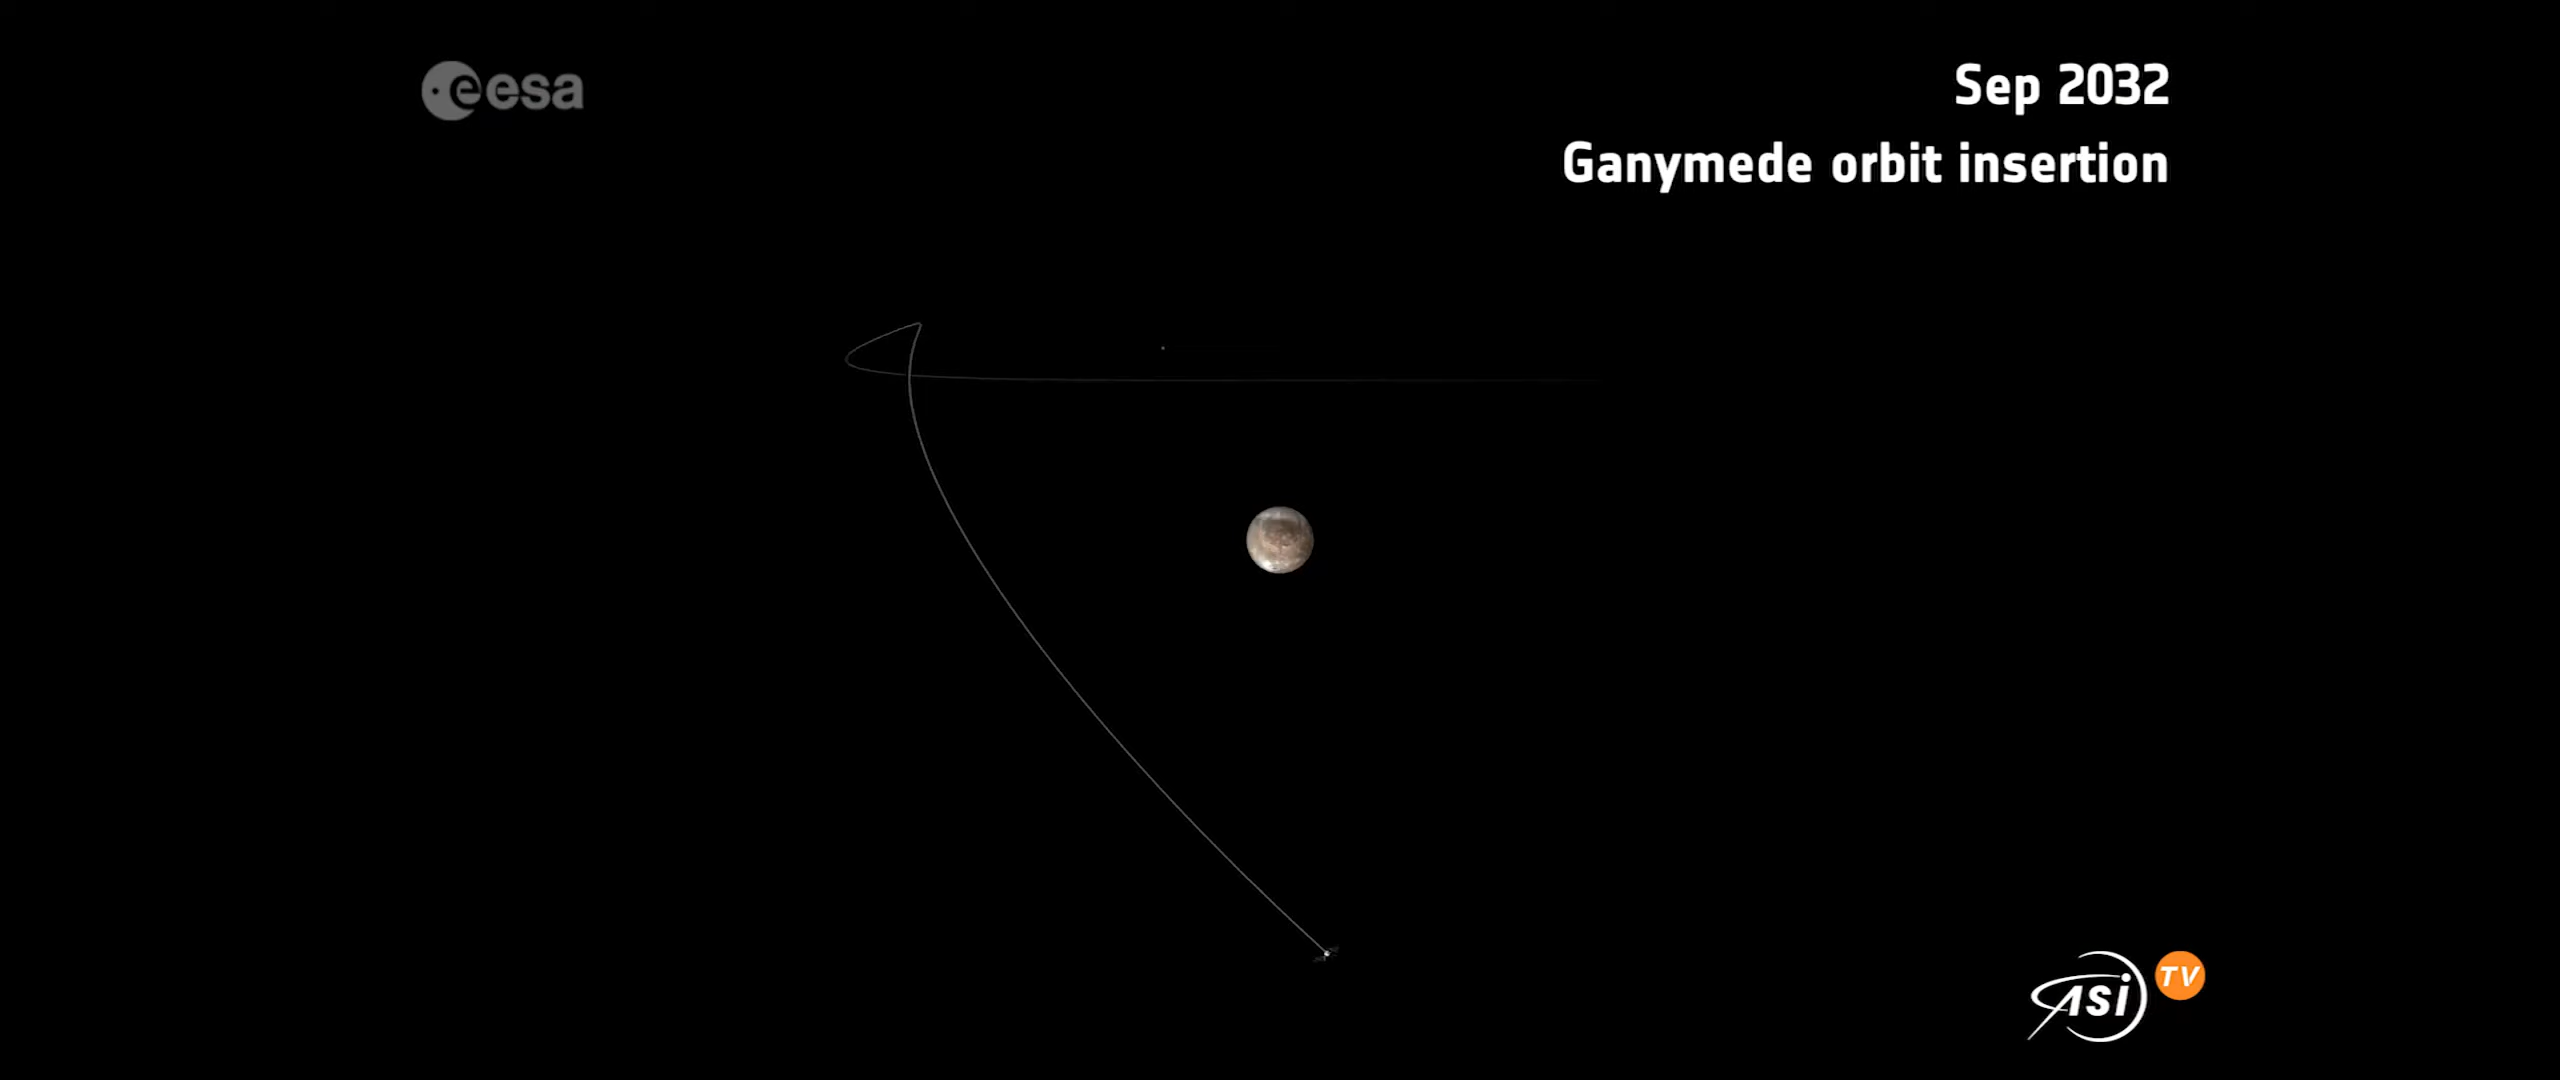 esa
Sep 2032
Ganymede orbit insertion
asi
TV